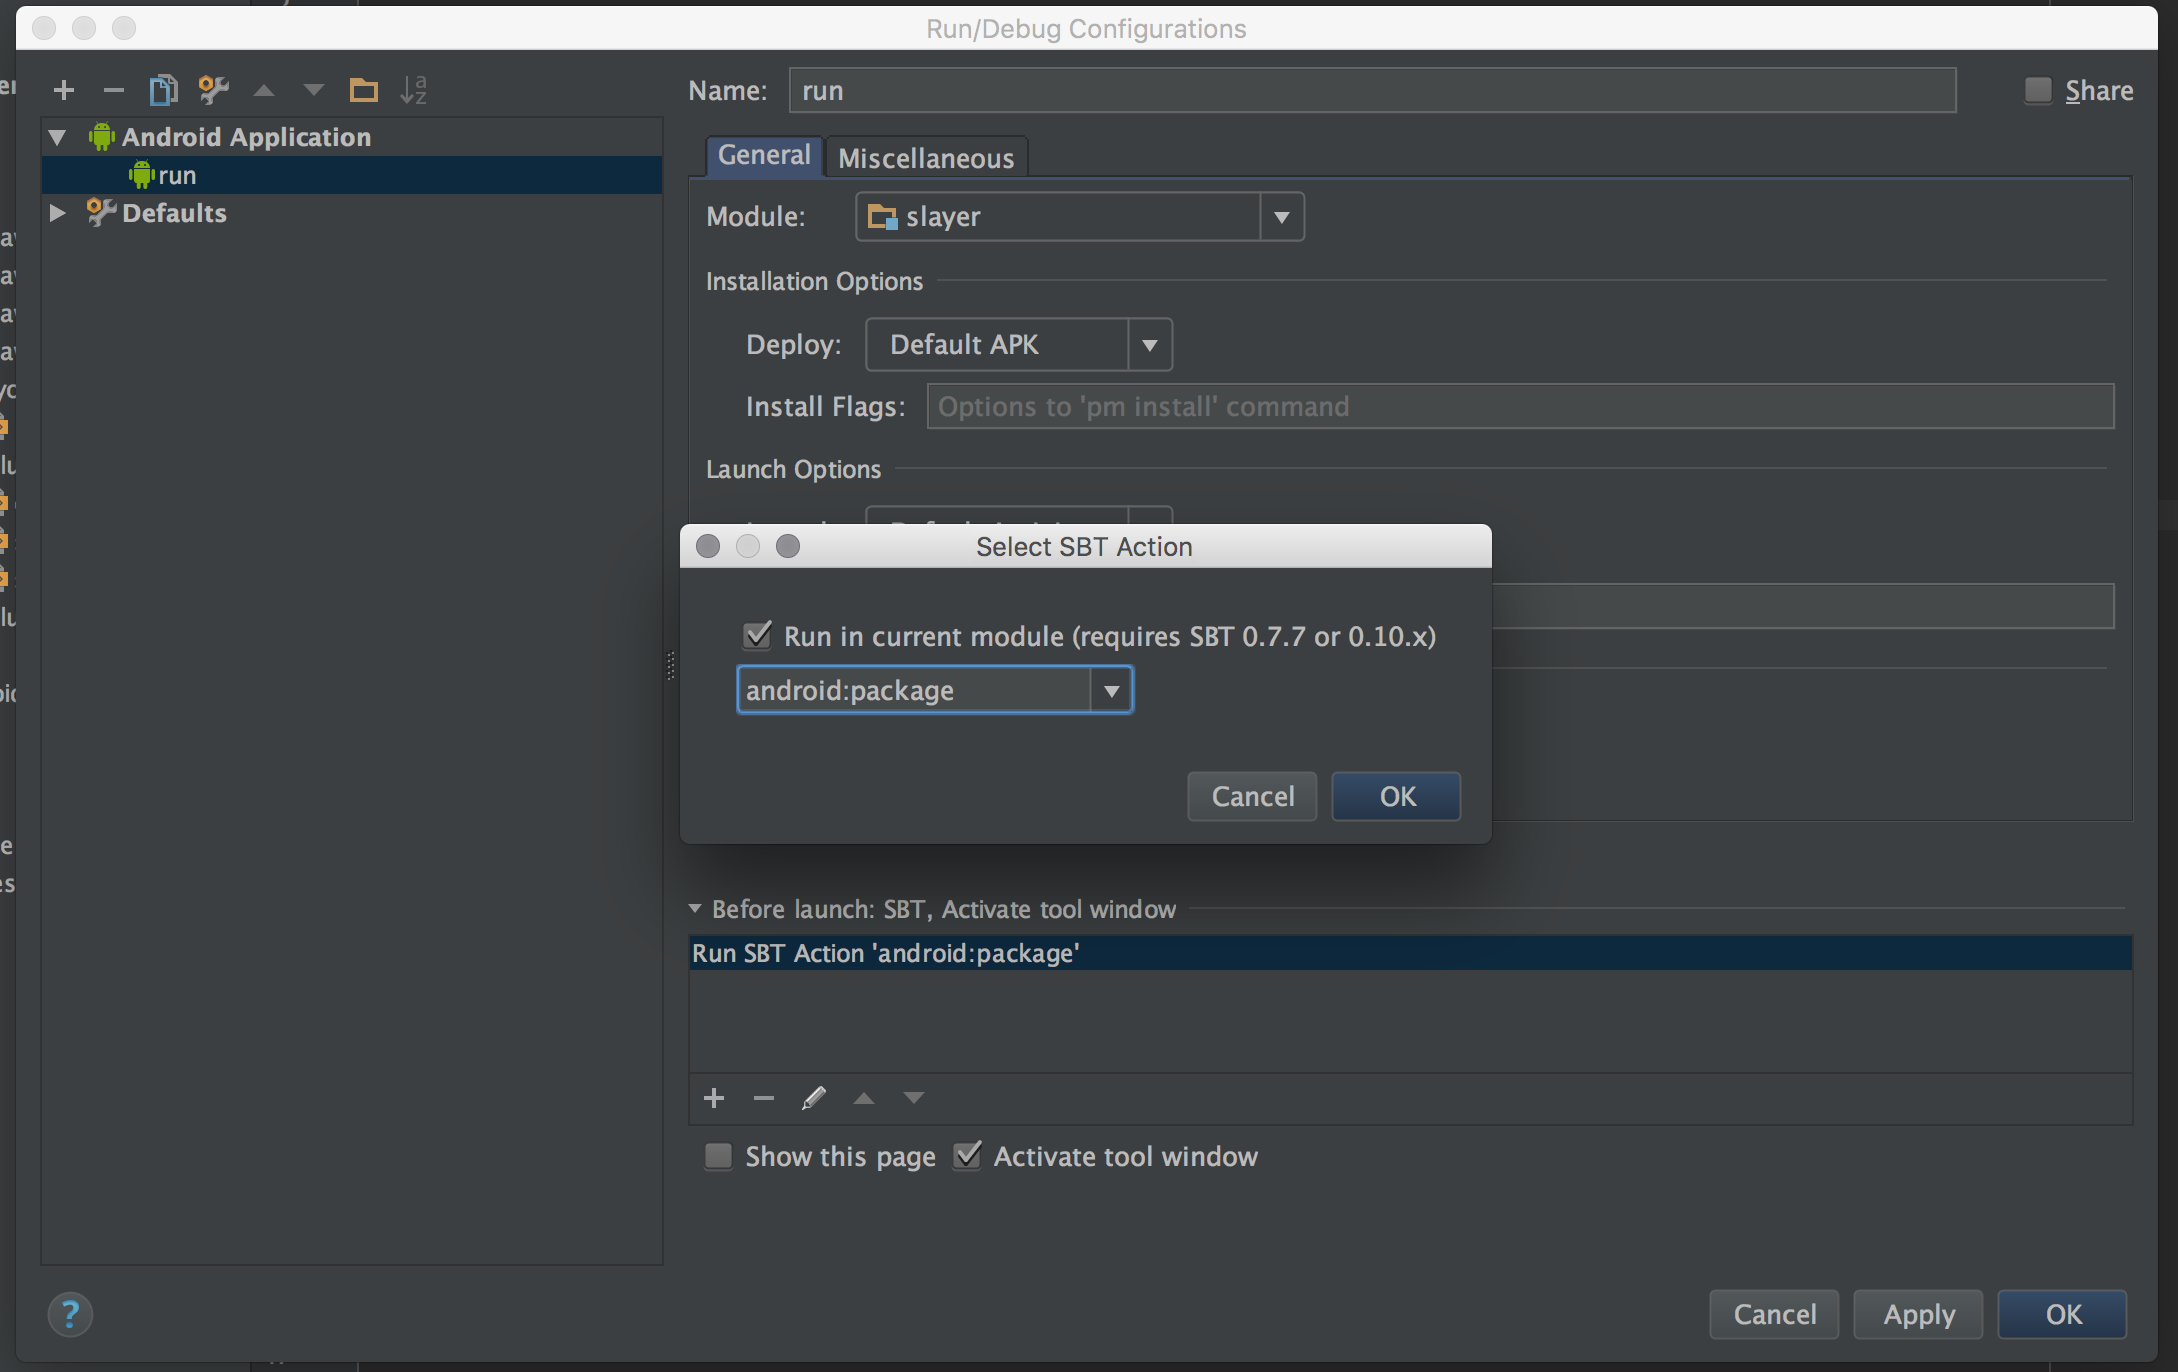 Run/Debug Configurations
Name: run
Share
Android Application
run
Defaults
General
Miscellaneous
Module: slayer
Installation Options
Deploy: Default APK
Install Flags: Options to 'pm install' command
Launch Options
Select SBT Action
Run in current module (requires SBT 0.7.7 or 0.10.x)
android:package
Cancel
OK
Before launch: SBT, Activate tool window
Run SBT Action 'android:package'
Show this page
Activate tool window
?
Cancel
Apply
OK